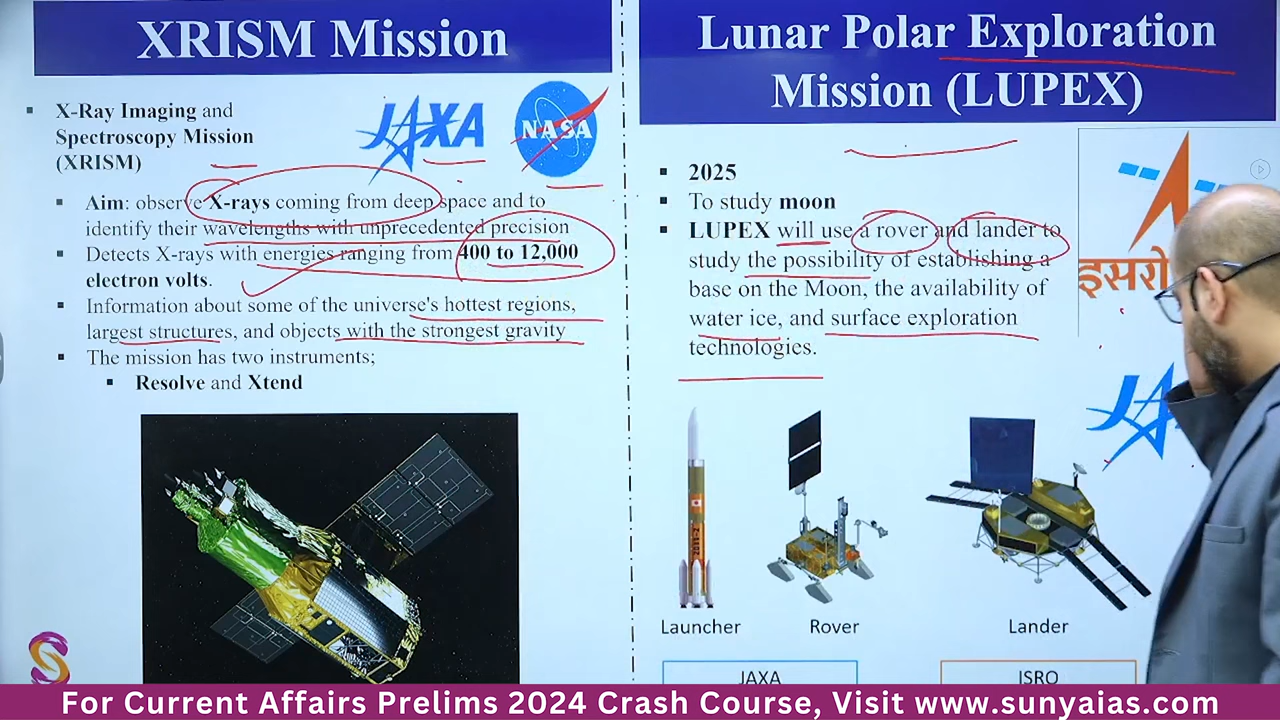 XRISM Mission
X-Ray Imaging and
Spectroscopy Mission
(XRISM)
JAXA
NASA
Aim: observe X-rays coming from deep space and to
identify their wavelengths with unprecedented precision
Detects X-rays with energies ranging from 400 to 12,000
electron volts.
Information about some of the universe's hottest regions,
largest structures, and objects with the strongest gravity
The mission has two instruments;
Resolve and Xtend
Lunar Polar Exploration
Mission (LUPEX)
2025
To study moon
LUPEX will use a rover and lander to
study the possibility of establishing a
base on the Moon, the availability of
water ice, and surface exploration
technologies.
इसरो
JA
Launcher
Rover
Lander
JAXA
ISRO
S
For Current Affairs Prelims 2024 Crash Course, Visit www.sunyaias.com